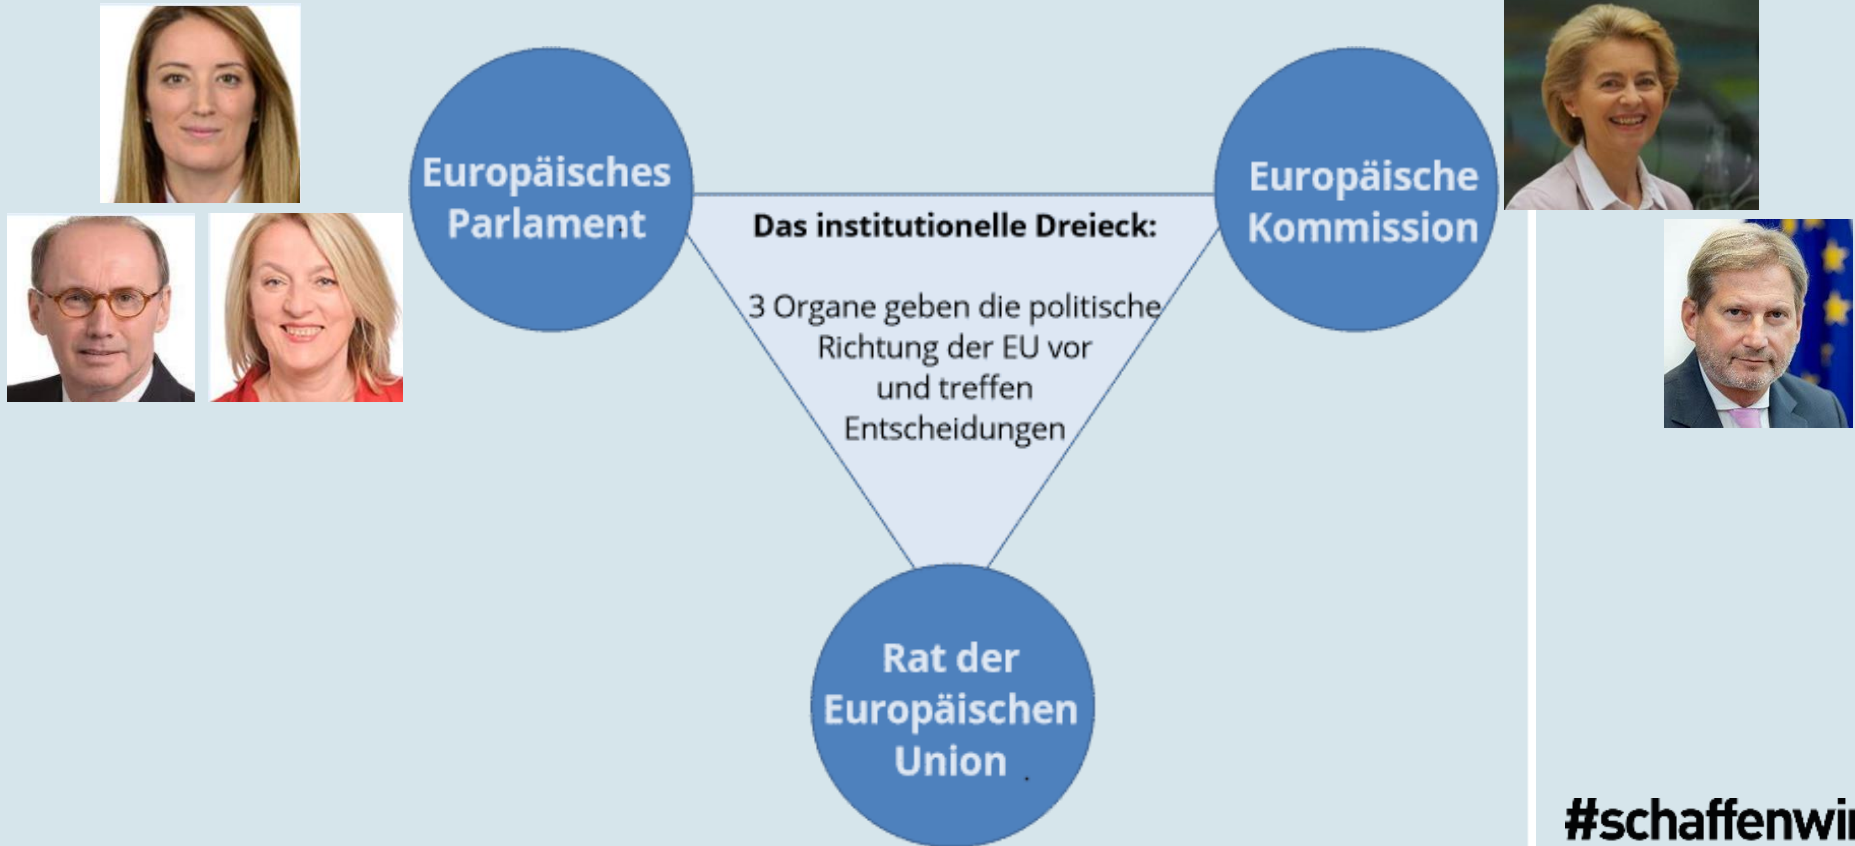 Europäisches
Parlament
Europäische
Kommission
Das institutionelle Dreieck:
3 Organe geben die politische
Richtung der EU vor
und treffen
Entscheidungen
Rat der
Europäischen
Union
#schaffenwir